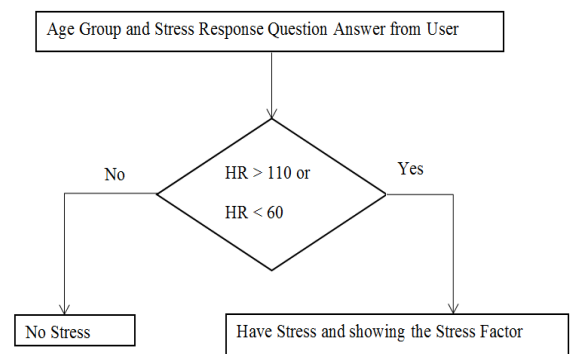 Age Group and Stress Response Question Answer from User
No
HR > 110 or
HR < 60
Yes
No Stress
Have Stress and showing the Stress Factor